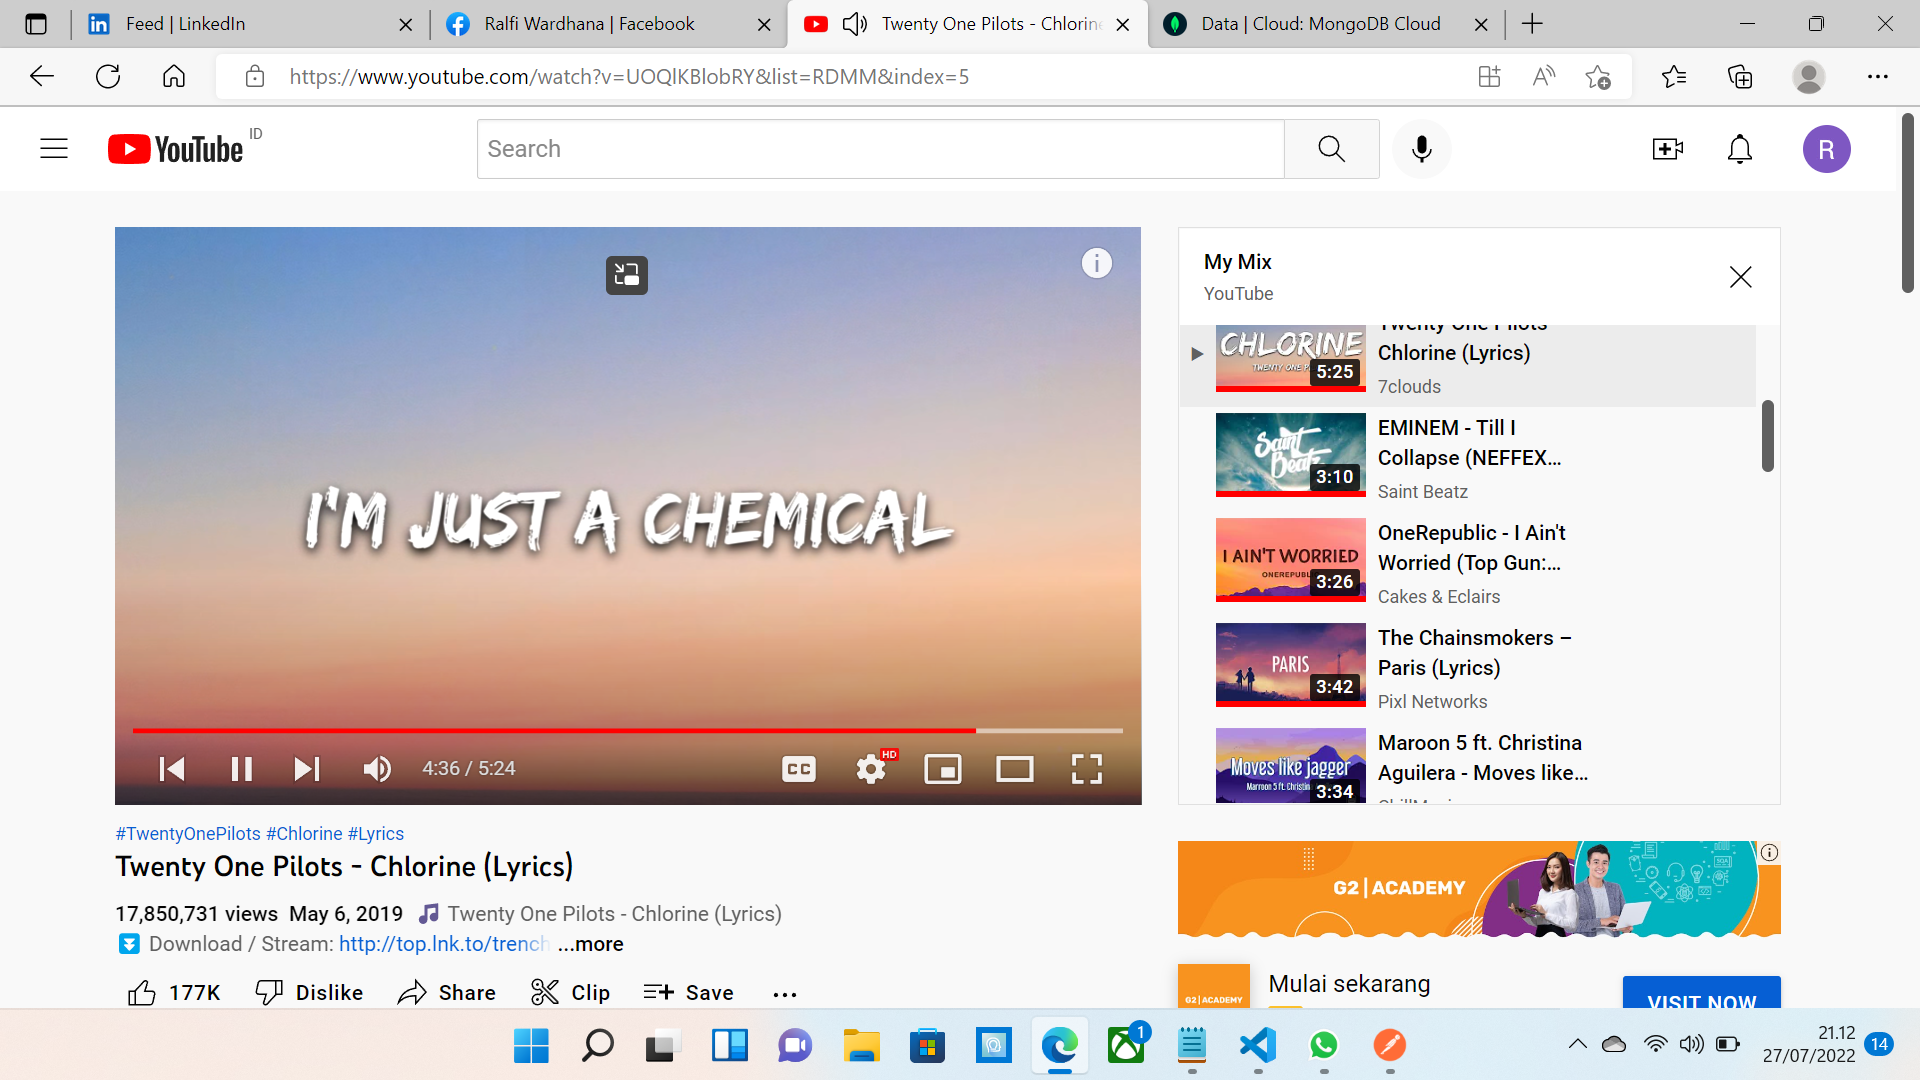 Feed | LinkedIn
Ralfi Wardhana | Facebook
Twenty One Pilots - Chlorine
Data | Cloud: MongoDB Cloud
https://www.youtube.com/watch?v=UOQlKBlobRY&list=RDMM&index=5
YouTube ID
Search
R
I'M JUST A CHEMICAL
4:36 / 5:24
CC
HD
My Mix
YouTube
CHLORINE
5:25
Twenty One Pilots
Chlorine (Lyrics)
7clouds
Saint Beatz
3:10
EMINEM - Till I
Collapse (NEFFEX...
Saint Beatz
I AIN'T WORRIED
3:26
OneRepublic - I Ain't
Worried (Top Gun:...
Cakes & Eclairs
PARIS
3:42
The Chainsmokers –
Paris (Lyrics)
Pixl Networks
Moves like jagger
Marroon 5 ft. Christin
3:34
Maroon 5 ft. Christina
Aguilera - Moves like...
#TwentyOnePilots #Chlorine #Lyrics
Twenty One Pilots - Chlorine (Lyrics)
17,850,731 views May 6, 2019 Twenty One Pilots - Chlorine (Lyrics)
Download / Stream: http://top.lnk.to/trench ...more
177K
Dislike
Share
Clip
Save
G2 | ACADEMY
G2 | ACADEMY
Mulai sekarang
VISIT NOW
1
21.12
27/07/2022
14